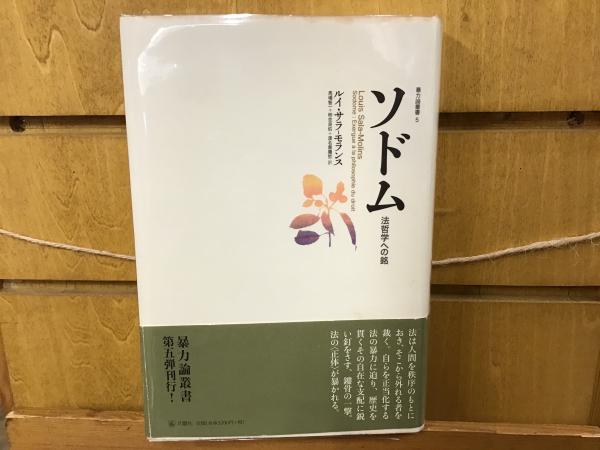 暴力論叢書 5
ソドム
法哲学への銘
Louis Sala-Molins
Sodome : Exergue à la philosophie du droit
ルイ・サラ＝モランス
法は人間を秩序のもとに
おき、そこから外れる者を
裁く。自らを正当化する
法の暴力に迫り、歴史を
貫くその自在な支配に鋭
い釘をさす、鏤骨の一撃。
法の〈正体〉が暴かれる。
暴力論叢書
第五弾刊行！
月曜社